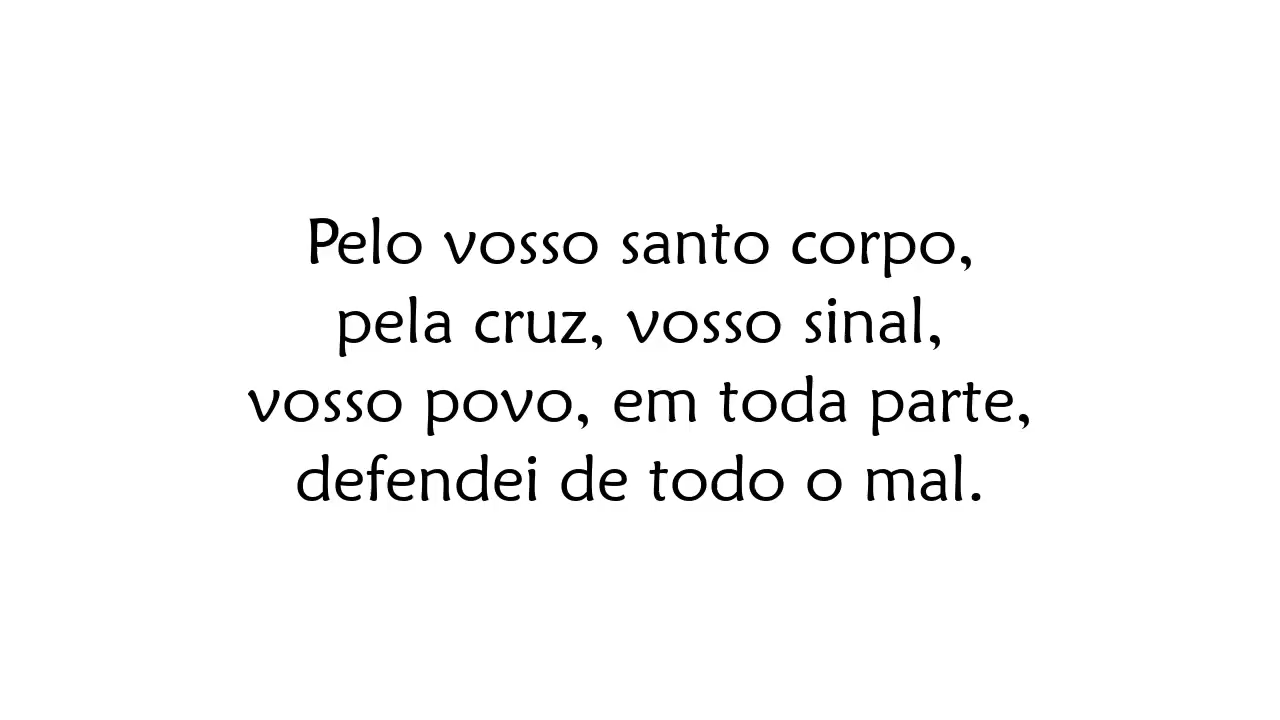 Pelo vosso santo corpo,
pela cruz, vosso sinal,
vosso povo, em toda parte,
defendei de todo o mal.